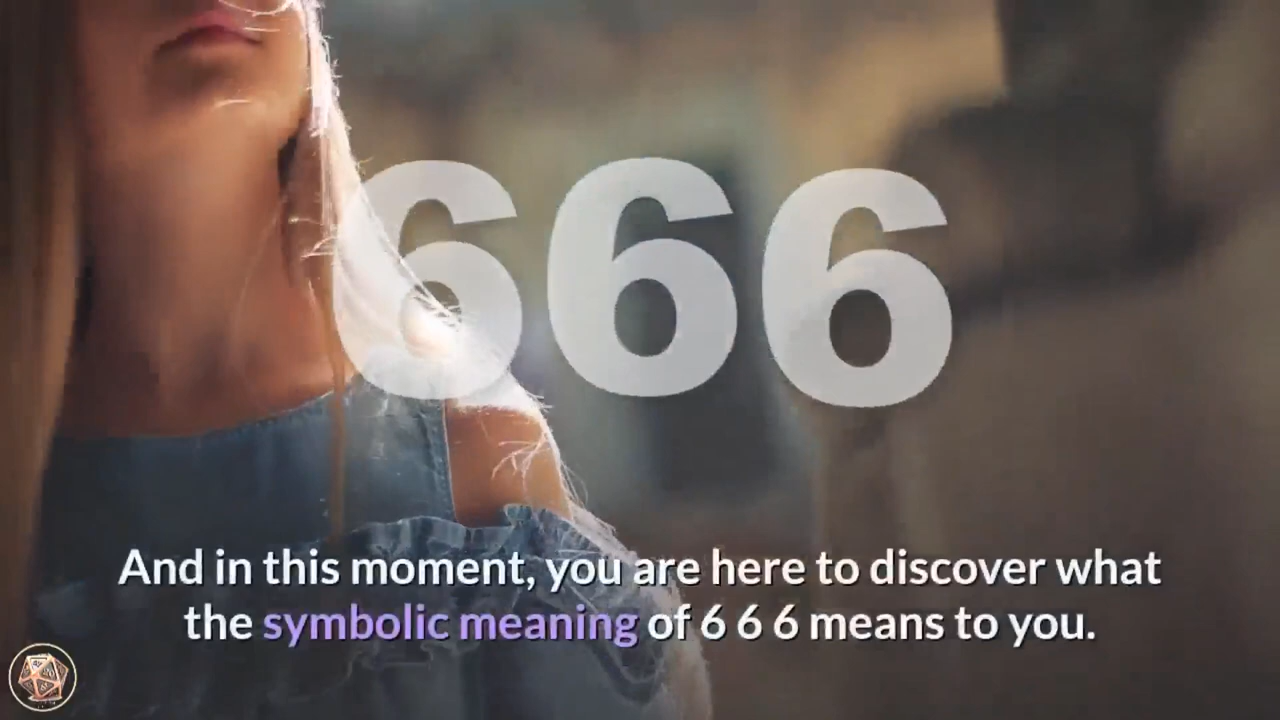 666
And in this moment, you are here to discover what
the symbolic meaning of 6 6 6 means to you.